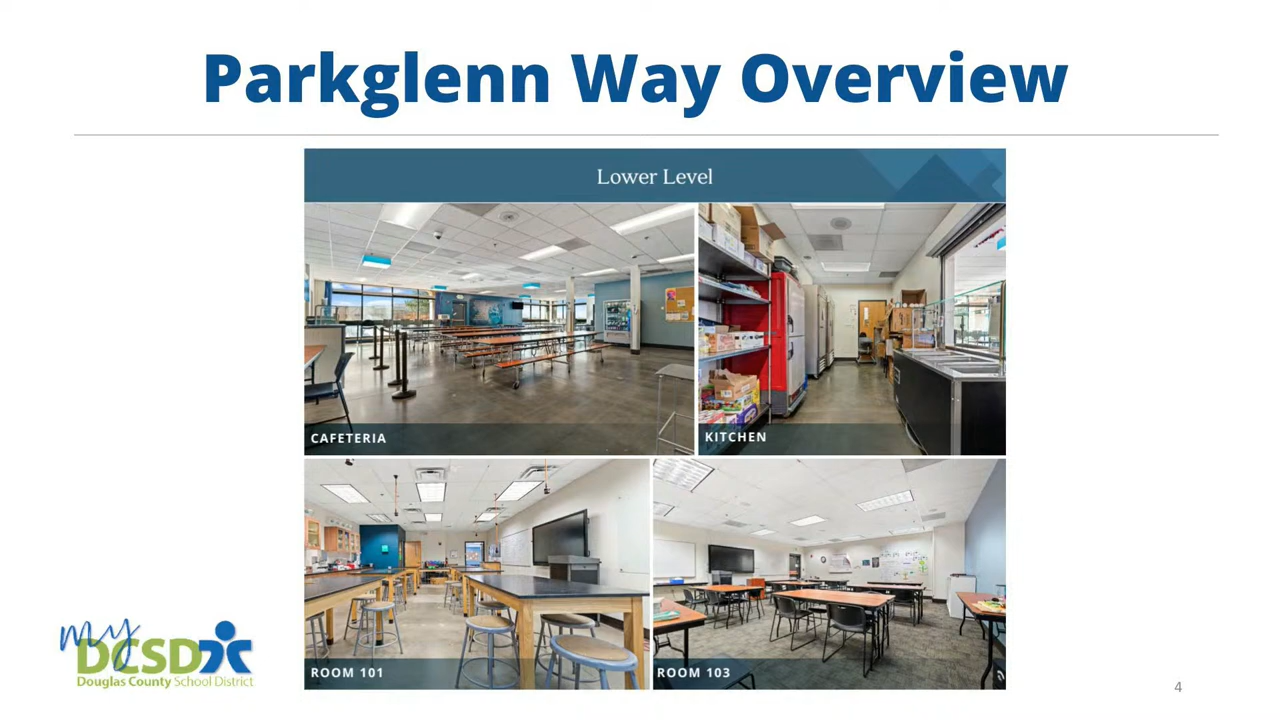 Parkglenn Way Overview
Lower Level
CAFETERIA
KITCHEN
ROOM 101
ROOM 103
my
DCSD
Douglas County School District
4